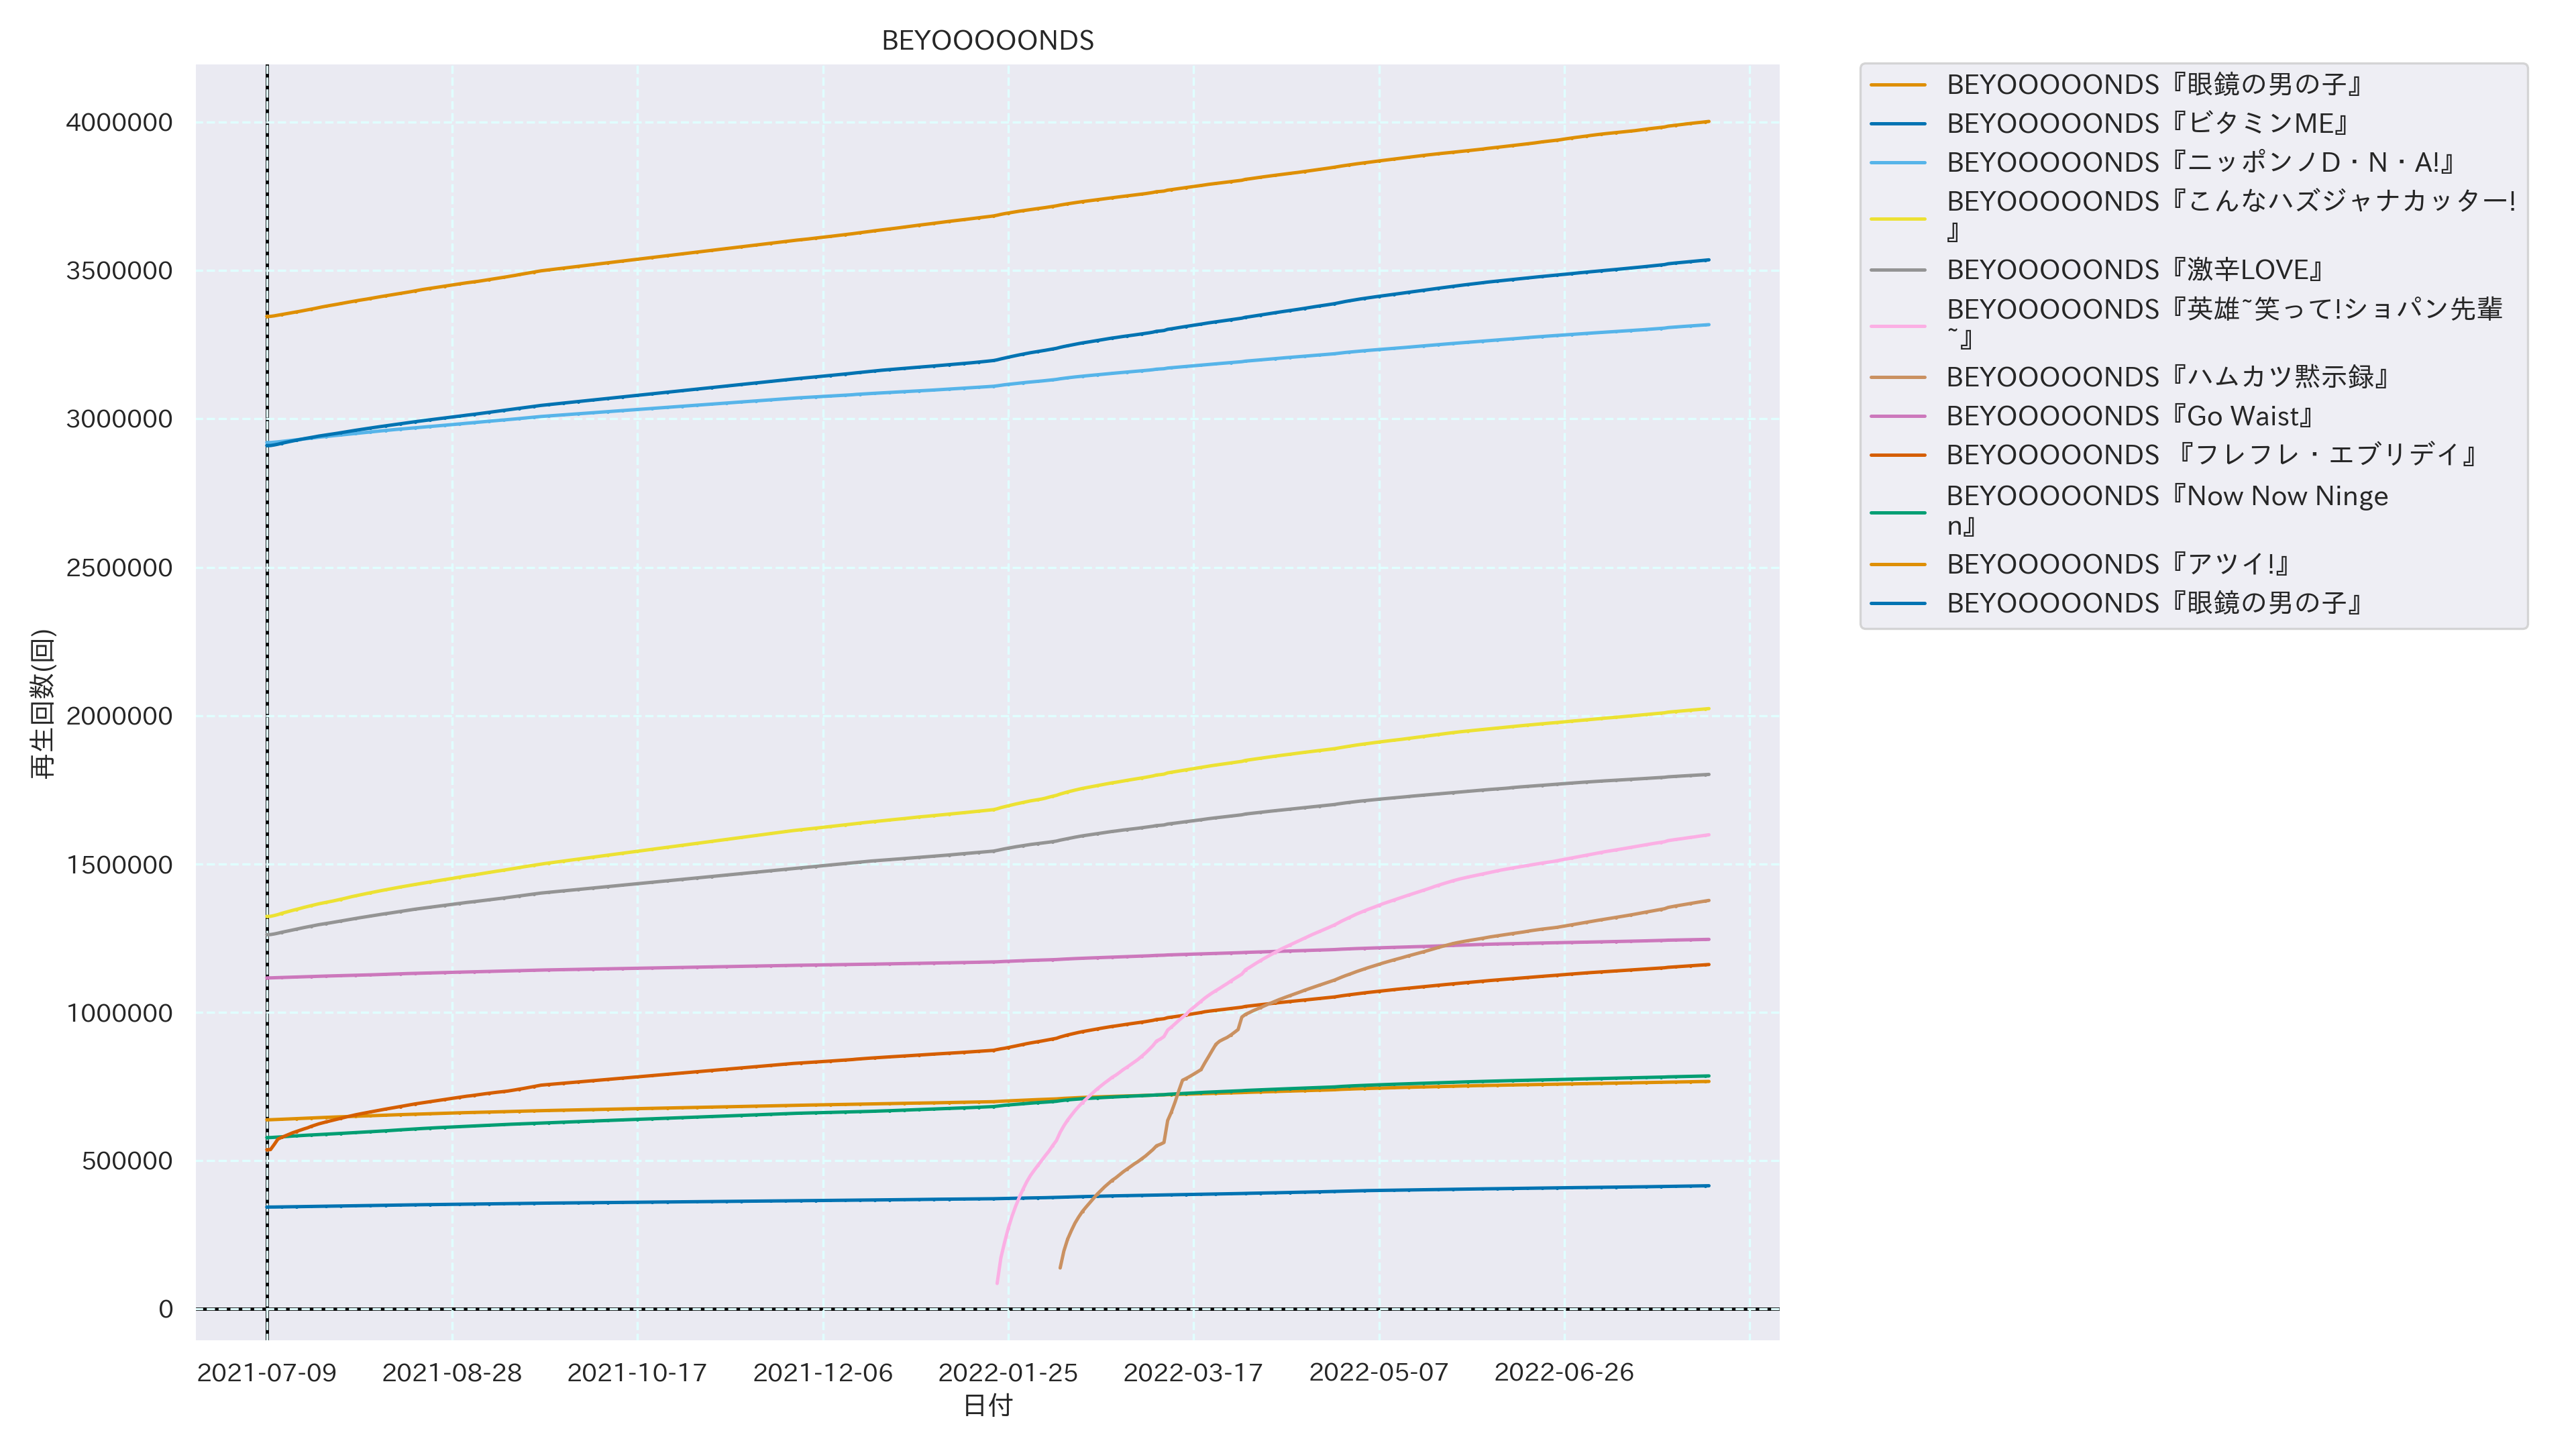 BEYOOOOONDS
再生回数(回)
4000000
3500000
3000000
2500000
2000000
1500000
1000000
500000
0
2021-07-09
2021-08-28
2021-10-17
2021-12-06
2022-01-25
2022-03-17
2022-05-07
2022-06-26
日付
BEYOOOOONDS『眼鏡の男の子』
BEYOOOOONDS『ビタミンME』
BEYOOOOONDS『ニッポンノD・N・A!』
BEYOOOOONDS『こんなハズジャナカッター!
』
BEYOOOOONDS『激辛LOVE』
BEYOOOOONDS『英雄~笑って!ショパン先輩
~』
BEYOOOOONDS『ハムカツ黙示録』
BEYOOOOONDS『Go Waist』
BEYOOOOONDS 『フレフレ・エブリデイ』
BEYOOOOONDS『Now Now Ninge
n』
BEYOOOOONDS『アツイ!』
BEYOOOOONDS『眼鏡の男の子』